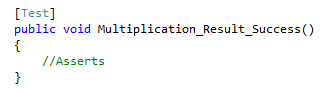 [Test]
public void Multiplication_Result_Success()
{
    //Asserts
}